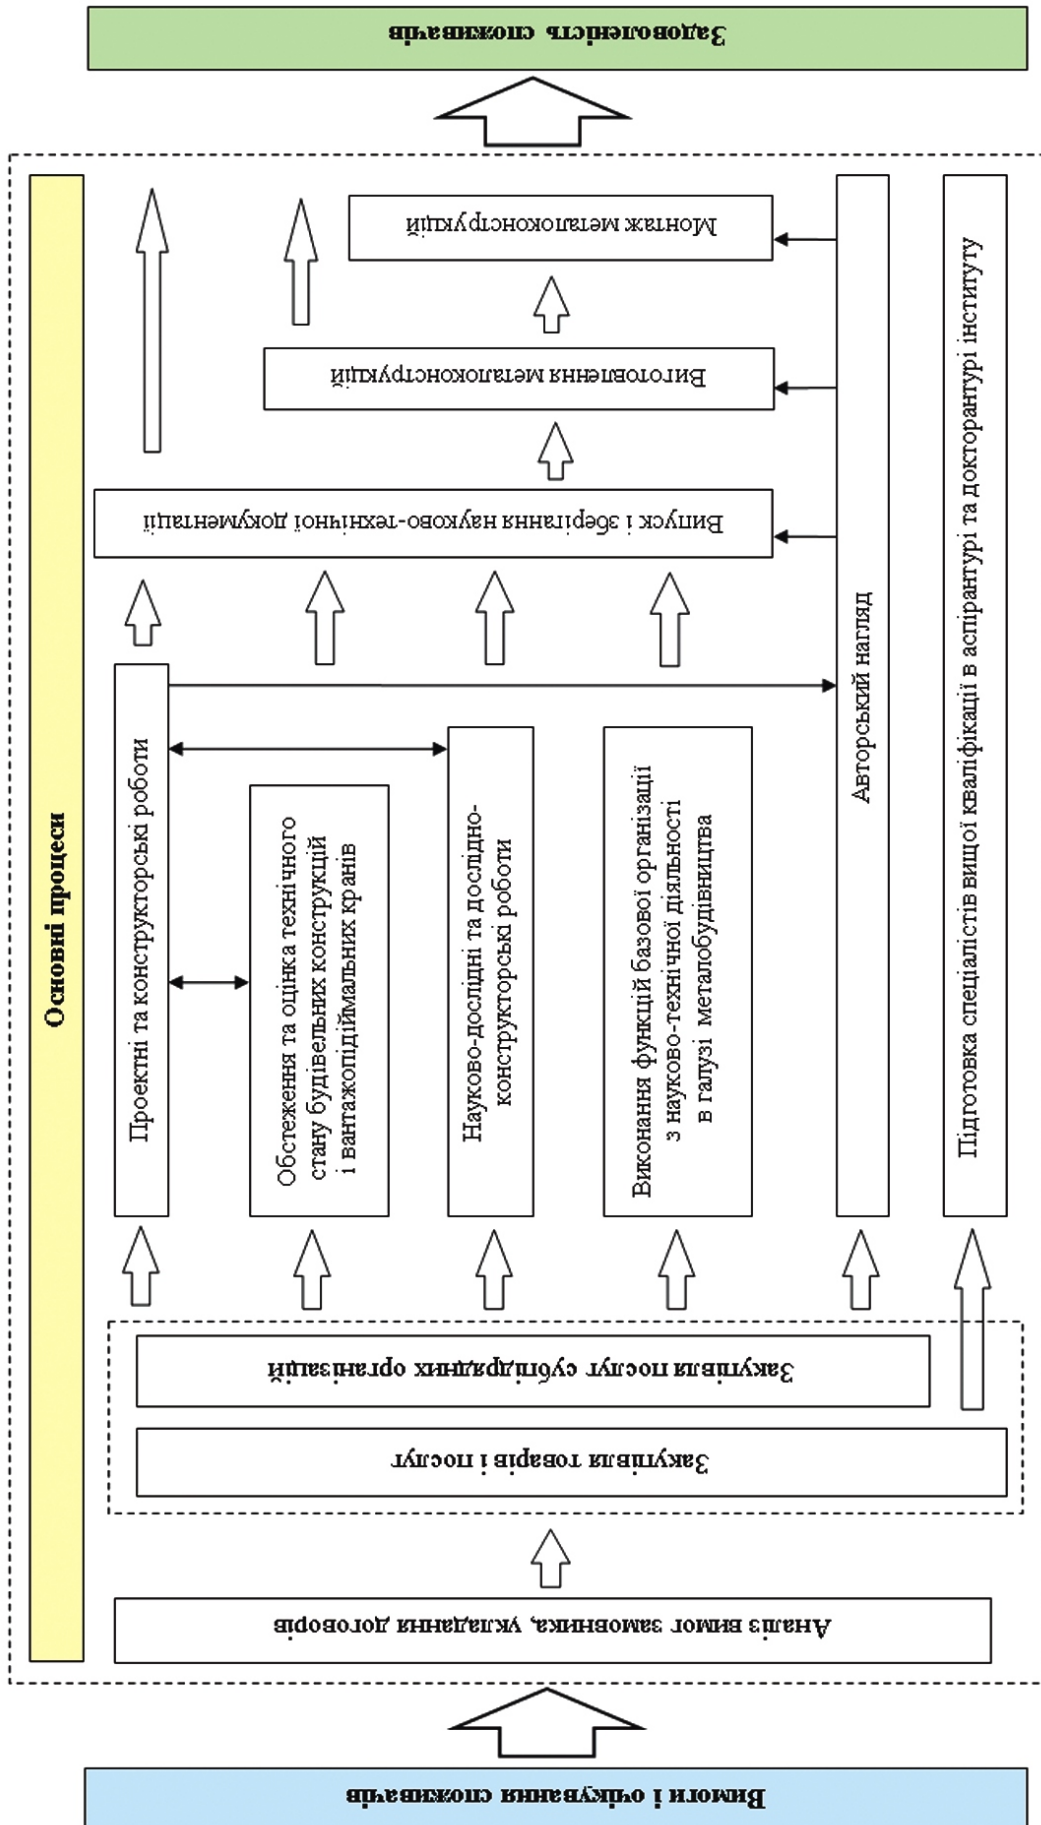 Основні процеси
Вимоги і очікування споживачів
Аналіз вимог замовника, укладання договорів
Закупівля товарів і послуг
Закупівля послуг субпідрядних організацій
Проектні та конструкторські роботи
Обстеження та оцінка технічного
стану будівельних конструкцій
і вантажопідіймальних кранів
Науково-дослідні та дослідно-
конструкторські роботи
Виконання функцій базової організації
з науково-технічної діяльності
в галузі металобудівництва
Авторський нагляд
Підготовка спеціалістів вищої кваліфікації в аспірантурі та докторантурі інституту
Випуск і зберігання науково-технічної документації
Виготовлення металоконструкцій
Монтаж металоконструкцій
Задоволеність споживачів